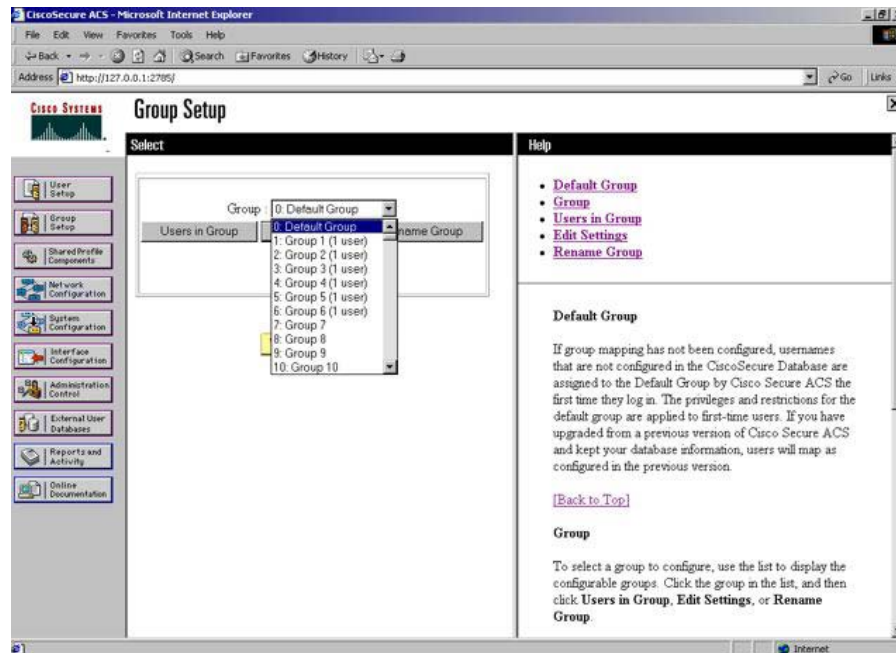 CiscoSecure ACS - Microsoft Internet Explorer
File Edit View Favorites Tools Help
Back Search Favorites History
Address http://127.0.0.1:2785/ Go Links
CISCO SYSTEMS
Group Setup
Select
Help
User Setup
Group Setup
Shared Profile Components
Network Configuration
System Configuration
Interface Configuration
Administration Control
External User Databases
Reports and Activity
Online Documentation
Group : 0: Default Group
Users in Group
name Group
0: Default Group
1: Group 1 (1 user)
2: Group 2 (1 user)
3: Group 3 (1 user)
4: Group 4 (1 user)
5: Group 5 (1 user)
6: Group 6 (1 user)
7: Group 7
8: Group 8
9: Group 9
10: Group 10
Default Group
Group
Users in Group
Edit Settings
Rename Group
Default Group
If group mapping has not been configured, usernames
that are not configured in the CiscoSecure Database are
assigned to the Default Group by Cisco Secure ACS the
first time they log in. The privileges and restrictions for the
default group are applied to first-time users. If you have
upgraded from a previous version of Cisco Secure ACS
and kept your database information, users will map as
configured in the previous version.
[Back to Top]
Group
To select a group to configure, use the list to display the
configurable groups. Click the group in the list, and then
click Users in Group, Edit Settings, or Rename
Group.
Internet